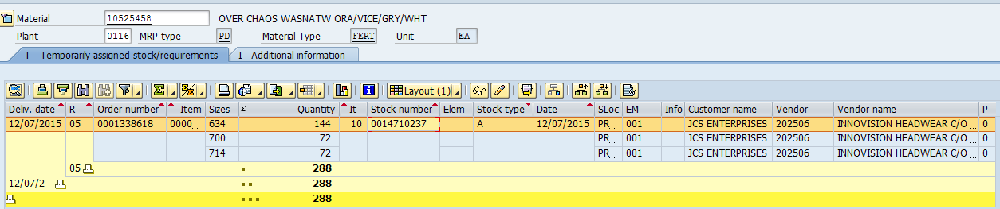 Material 10525458 OVER CHAOS WASNATW ORA/VICE/GRY/WHT
Plant 0116 MRP type PD Material Type FERT Unit EA
T - Temporarily assigned stock/requirements I - Additional information
Σ Layout (1)
Deliv. date R... Order number Item Sizes Σ Quantity It... Stock number Elem... Stock type Date SLoc EM Info Customer name Vendor Vendor name P...
12/07/2015 05 0001338618 0000... 634 144 10 0014710237 A 12/07/2015 PR... 001 JCS ENTERPRISES 202506 INNOVISION HEADWEAR C/O ... 0
700 72 PR... 001 JCS ENTERPRISES 202506 INNOVISION HEADWEAR C/O ... 0
714 72 PR... 001 JCS ENTERPRISES 202506 INNOVISION HEADWEAR C/O ... 0
05 288
12/07/2... 288
288